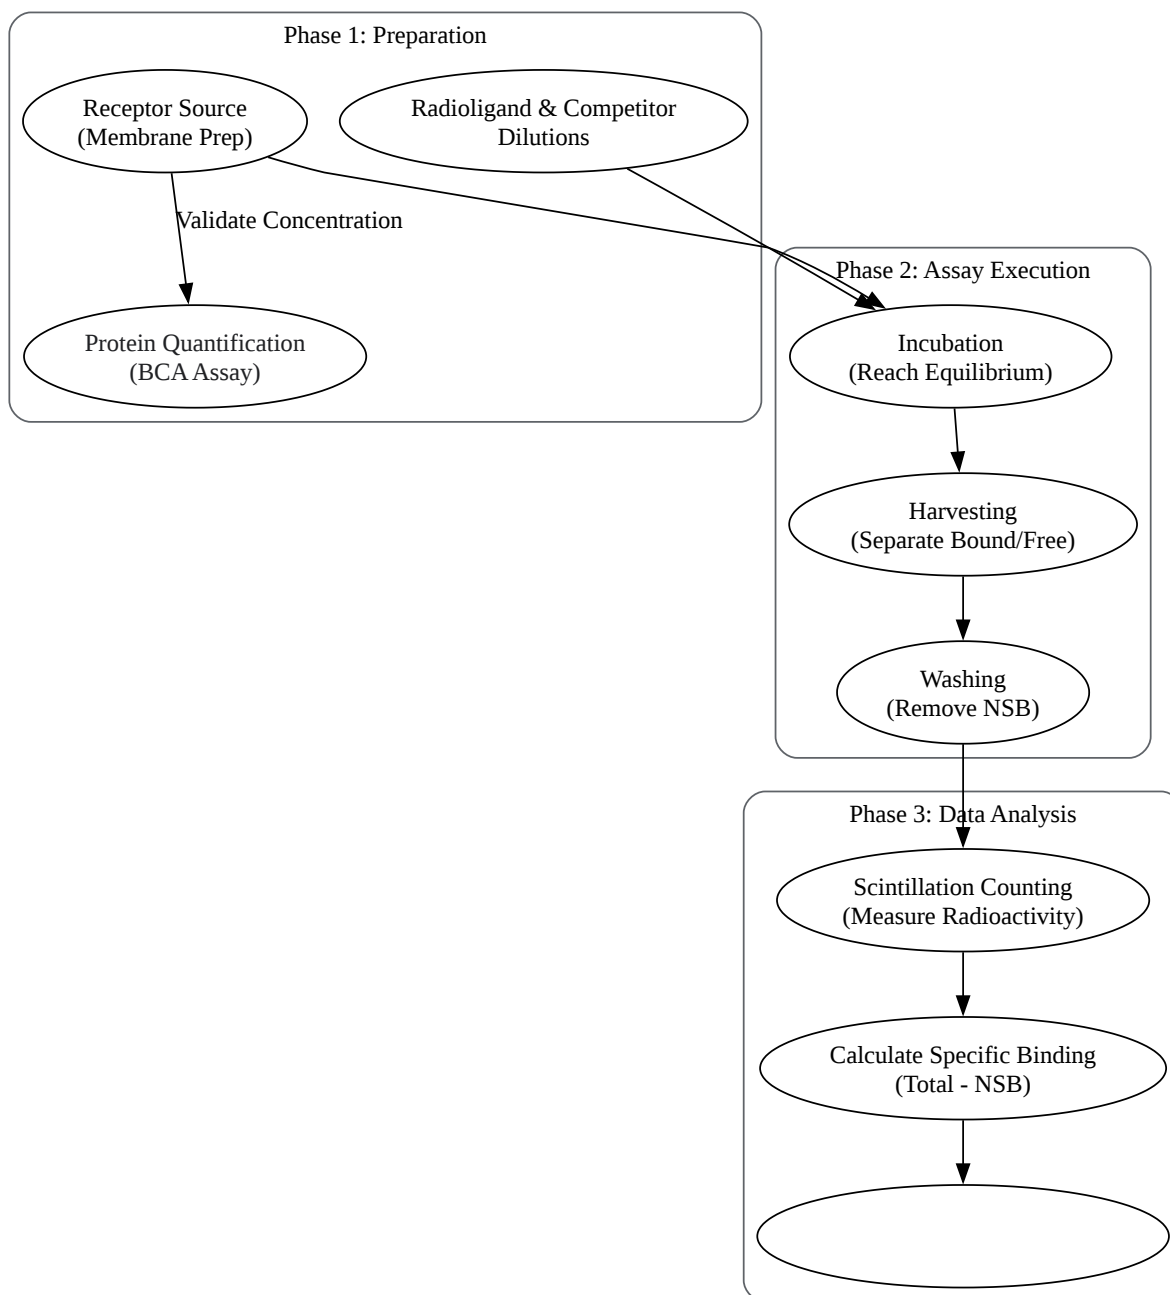 Phase 1: Preparation
Receptor Source
(Membrane Prep)
Radioligand & Competitor
Dilutions
Validate Concentration
Protein Quantification
(BCA Assay)
Phase 2: Assay Execution
Incubation
(Reach Equilibrium)
Harvesting
(Separate Bound/Free)
Washing
(Remove NSB)
Phase 3: Data Analysis
Scintillation Counting
(Measure Radioactivity)
Calculate Specific Binding
(Total - NSB)